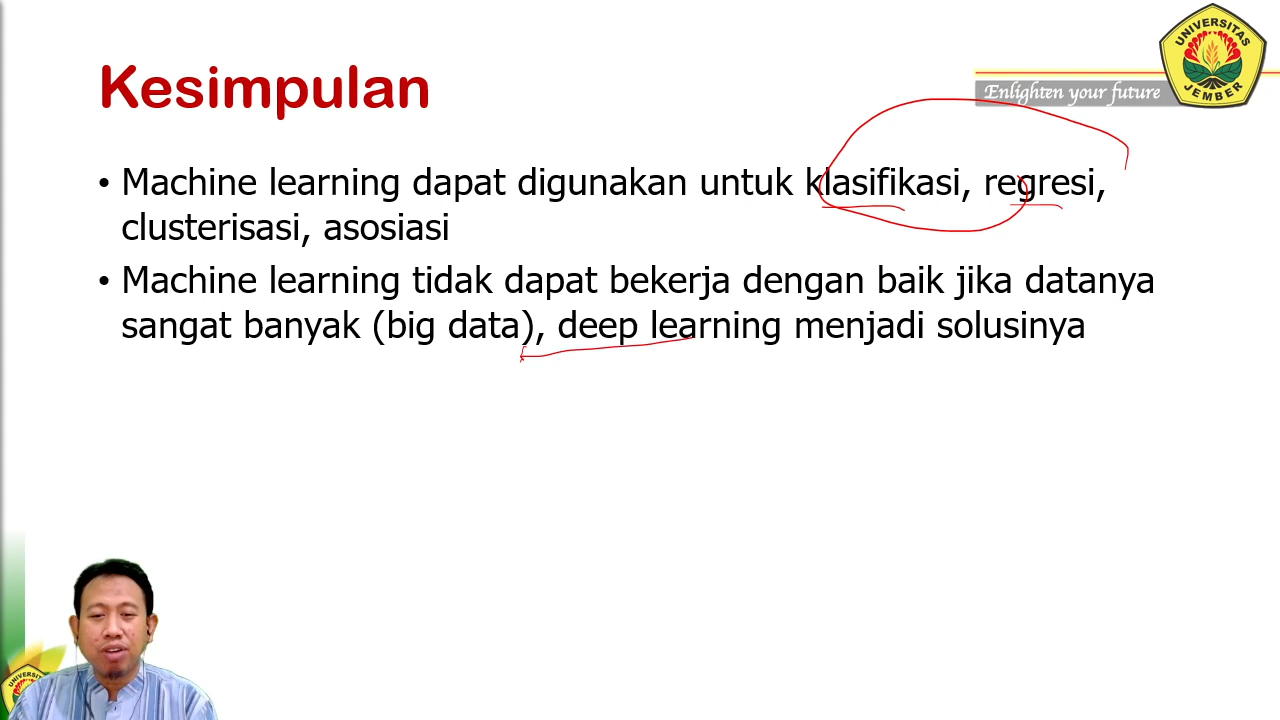 UNIVERSITAS
JEMBER
Enlighten your future
Kesimpulan
• Machine learning dapat digunakan untuk klasifikasi, regresi,
clusterisasi, asosiasi
• Machine learning tidak dapat bekerja dengan baik jika datanya
sangat banyak (big data), deep learning menjadi solusinya